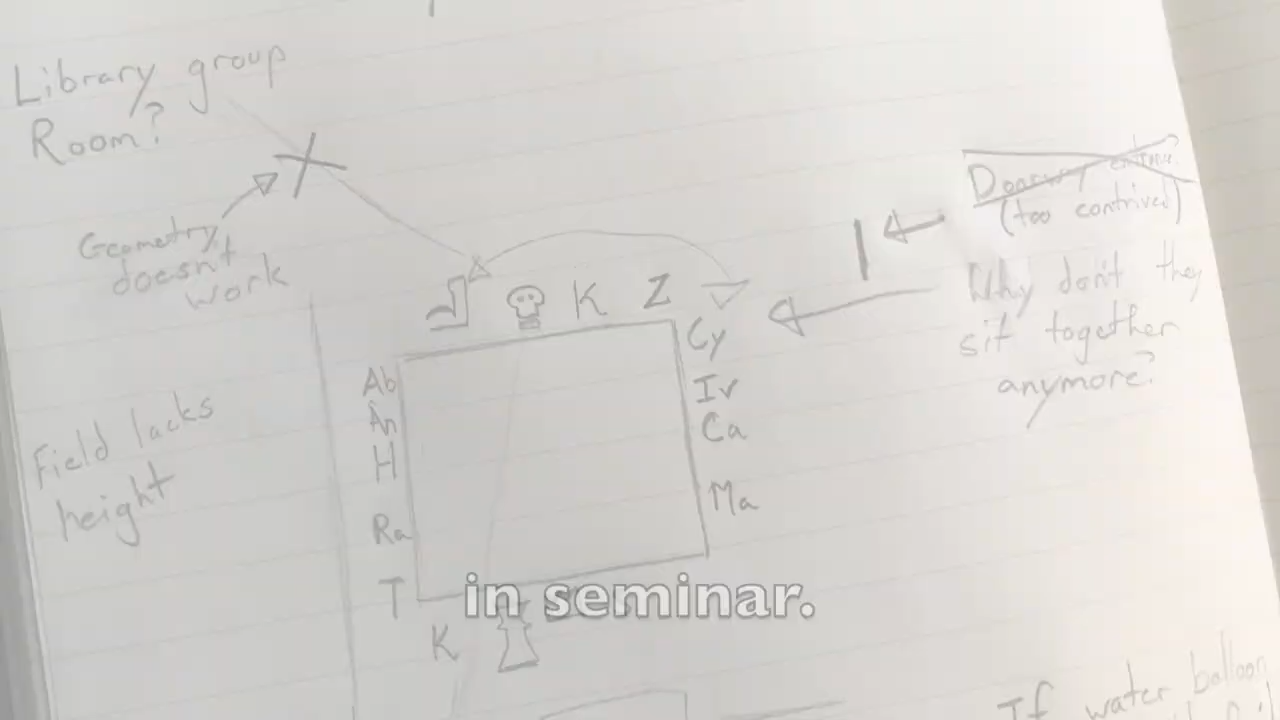 Library group
Room?
Geometry
doesn't
work
Field lacks
height
K Z
Ab
An
H
Ra
T
K
Cy
Iv
Ca
Ma
Doorway
(too contrived)
Why don't they
sit together
anymore?
in seminar.
If water balloon